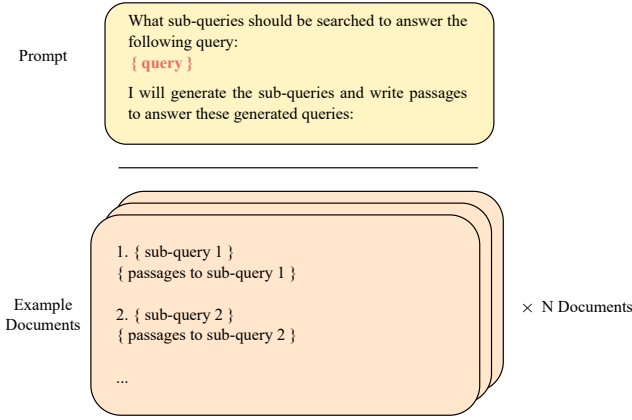 Prompt
What sub-queries should be searched to answer the
following query:
{ query }
I will generate the sub-queries and write passages
to answer these generated queries:
1. { sub-query 1 }
{ passages to sub-query 1 }
2. { sub-query 2 }
{ passages to sub-query 2 }
...
Example
Documents
× N Documents